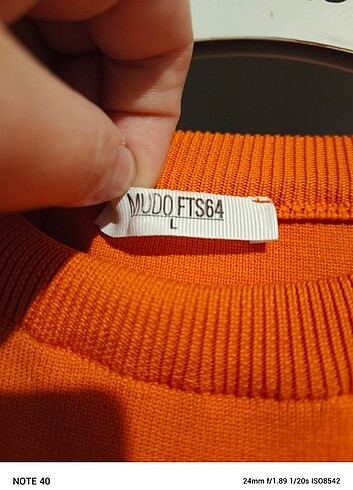 MUDO FTS64
L
NOTE 40
24mm f/1.89 1/20s ISO8542